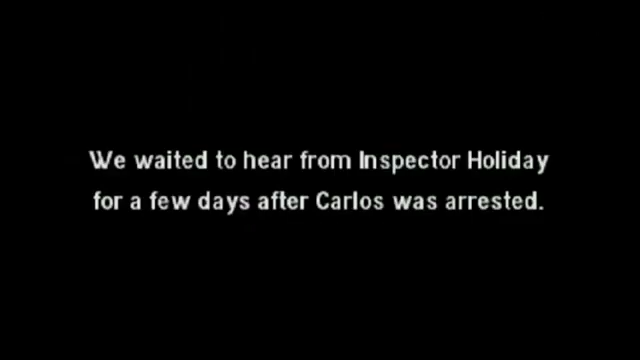 We waited to hear from Inspector Holiday
for a few days after Carlos was arrested.